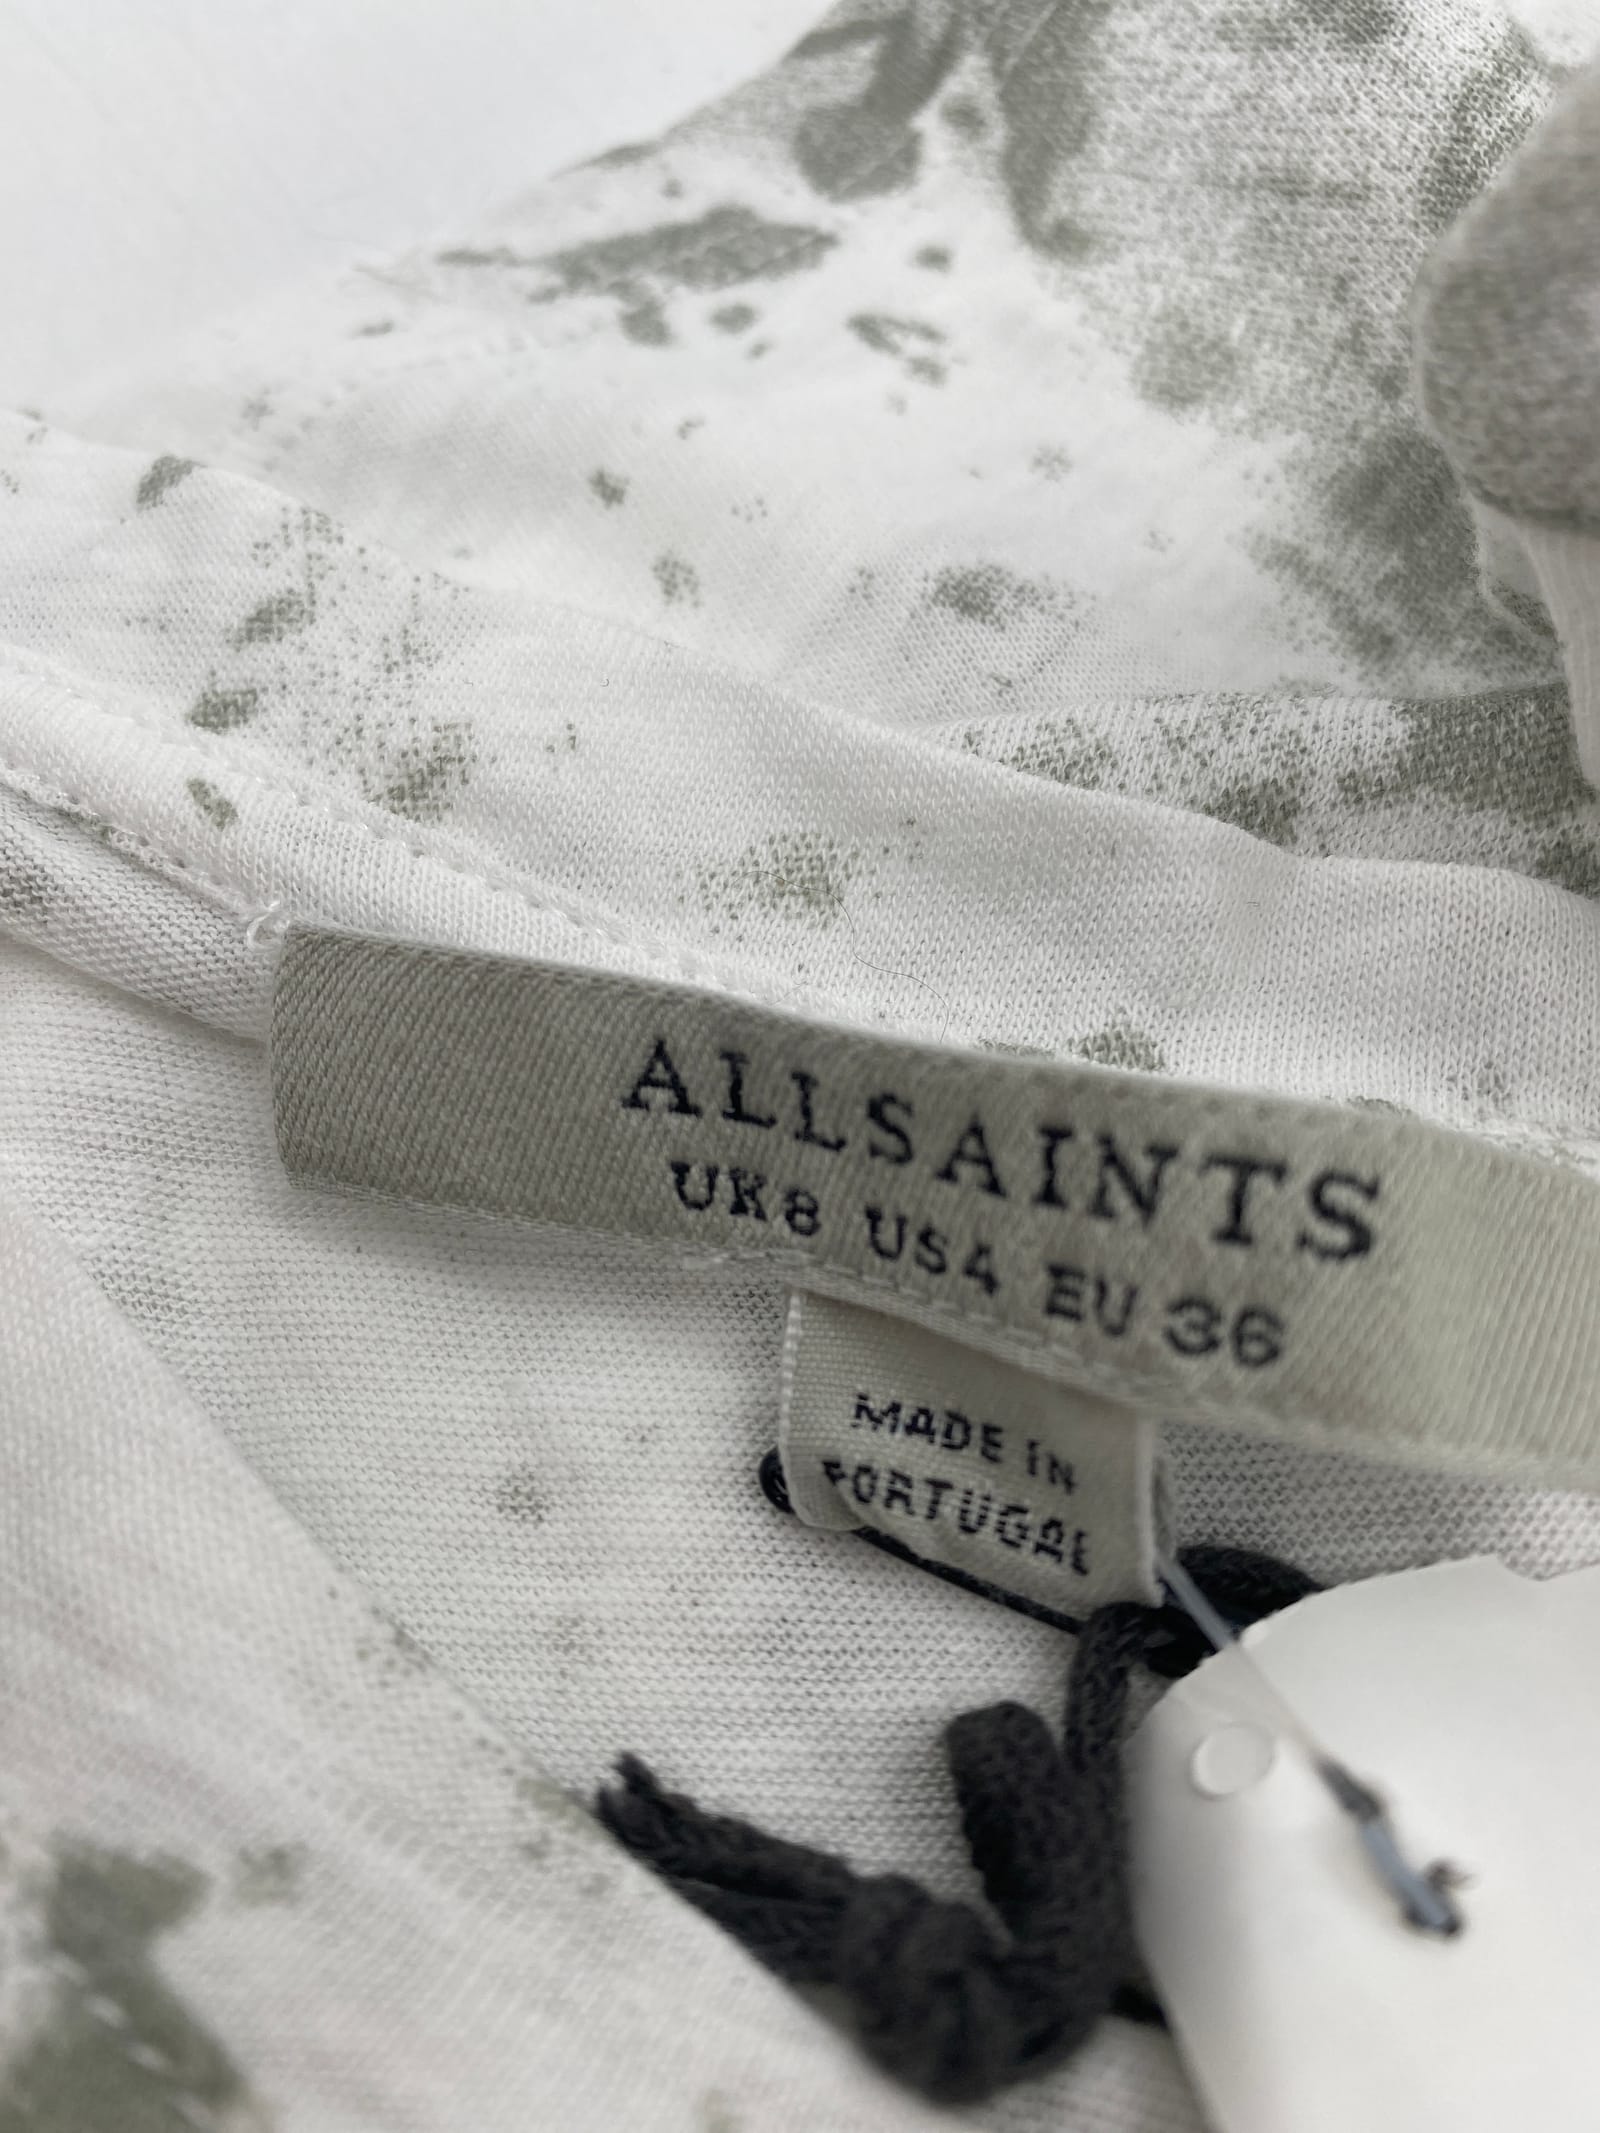 ALLSAINTS
UK8 US4 EU 36
MADE IN
PORTUGAL